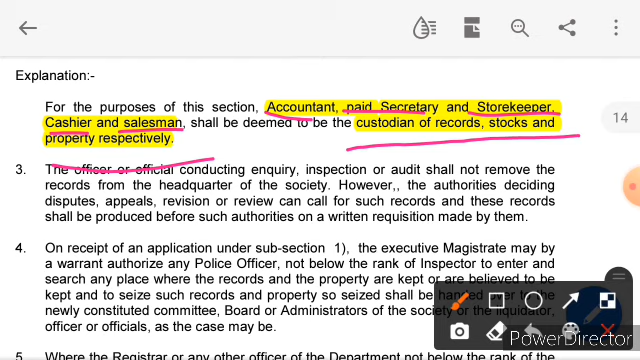 Explanation:-
For the purposes of this section, Accountant, paid Secretary and Storekeeper,
Cashier and salesman, shall be deemed to be the custodian of records, stocks and
property respectively.
14
3. The officer or official conducting enquiry, inspection or audit shall not remove the
records from the headquarter of the society. However,, the authorities deciding
disputes, appeals, revision or review can call for such records and these records
shall be produced before such authorities on a written requisition made by them.
4. On receipt of an application under sub-section 1), the executive Magistrate may by
a warrant authorize any Police Officer, not below the rank of Inspector to enter and
search any place where the records and the property are kept or are believed to be
kept and to seize such records and property so seized shall be handed over to the
newly constituted committee, Board or Administrators of the society or the liquidator,
officer or officials, as the case may be.
PowerDirector
5. Where the Registrar or any other officer of the Department not below the rank of the